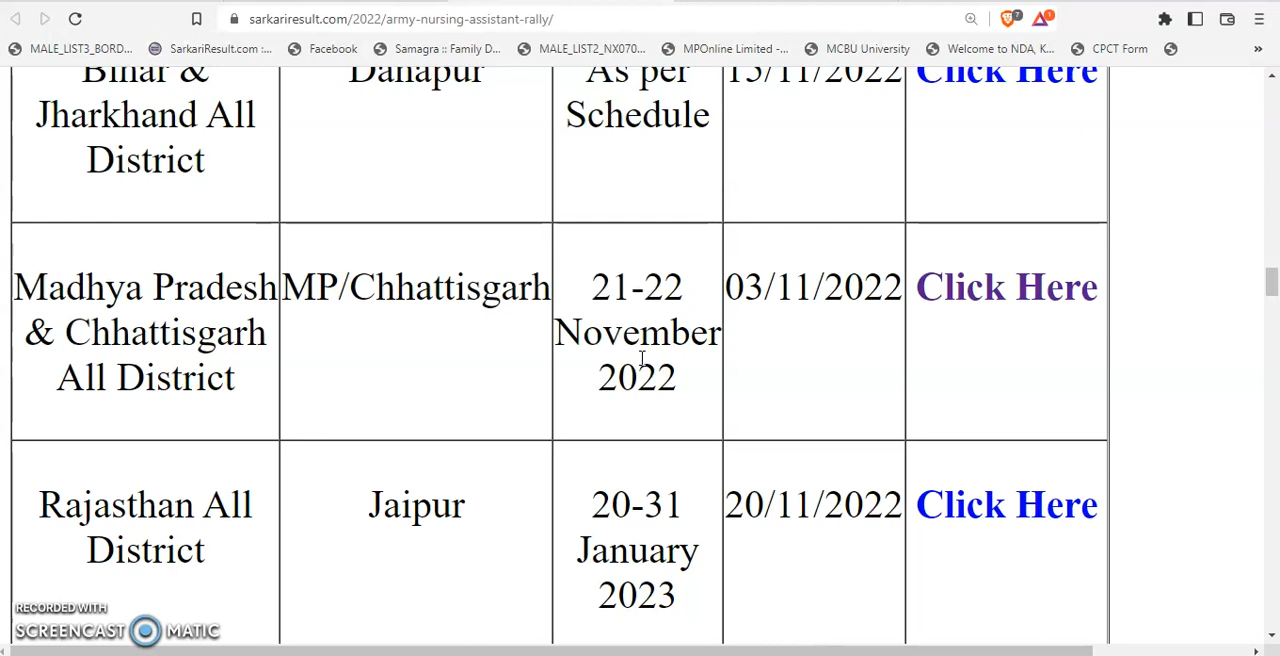 sarkariresult.com/2022/army-nursing-assistant-rally/
7
1
MALE_LIST3_BORD...
SarkariResult.com :...
Facebook
Samagra :: Family D...
MALE_LIST2_NX070...
MPOnline Limited -...
MCBU University
Welcome to NDA, K...
CPCT Form
»
Bihar &
Jharkhand All
District
Danapur
As per
Schedule
15/11/2022
Click Here
Madhya Pradesh
& Chhattisgarh
All District
MP/Chhattisgarh
21-22
November
2022
03/11/2022
Click Here
Rajasthan All
District
Jaipur
20-31
January
2023
20/11/2022
Click Here
RECORDED WITH
SCREENCAST MATIC